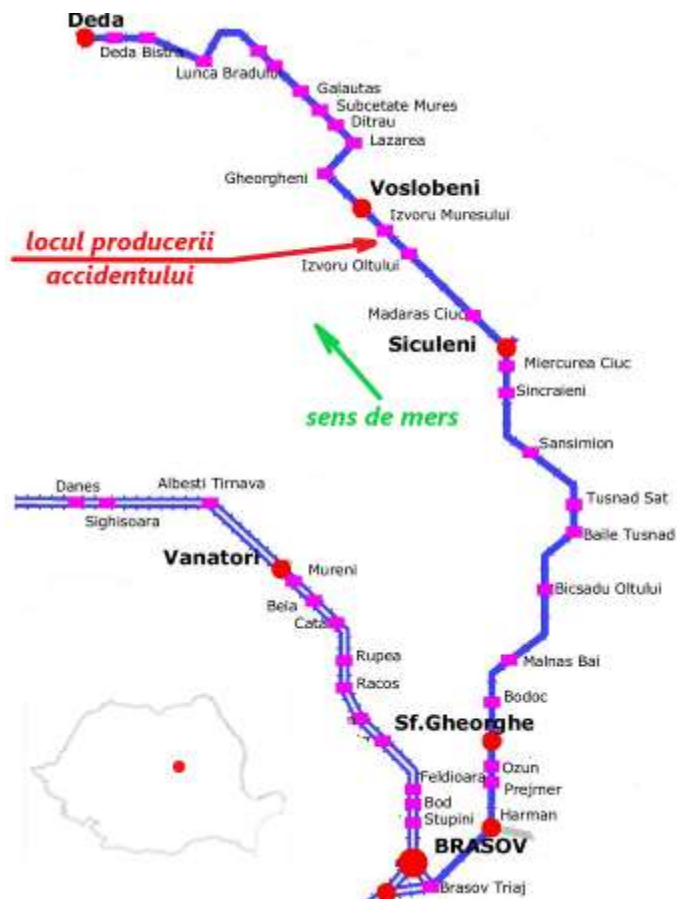 Deda
Deda Bistra
Lunca Bradului
Galautas
Subcetate Mures
Ditrau
Lazarea
Gheorgheni
Voslobeni
Izvoru Muresului
locul producerii
accidentului
Izvoru Oltului
Madaras Ciuc
Siculeni
Miercurea Ciuc
Sincraieni
sens de mers
Sansimion
Danes
Albesti Tirnava
Sighisoara
Tusnad Sat
Baile Tusnad
Vanatori
Mureni
Beia
Cata
Bicsadu Oltului
Rupea
Malnas Bai
Racos
Bodoc
Sf.Gheorghe
Ozun
Feldioara
Prejmer
Bod
Stupini
Harman
BRASOV
Brasov Triaj